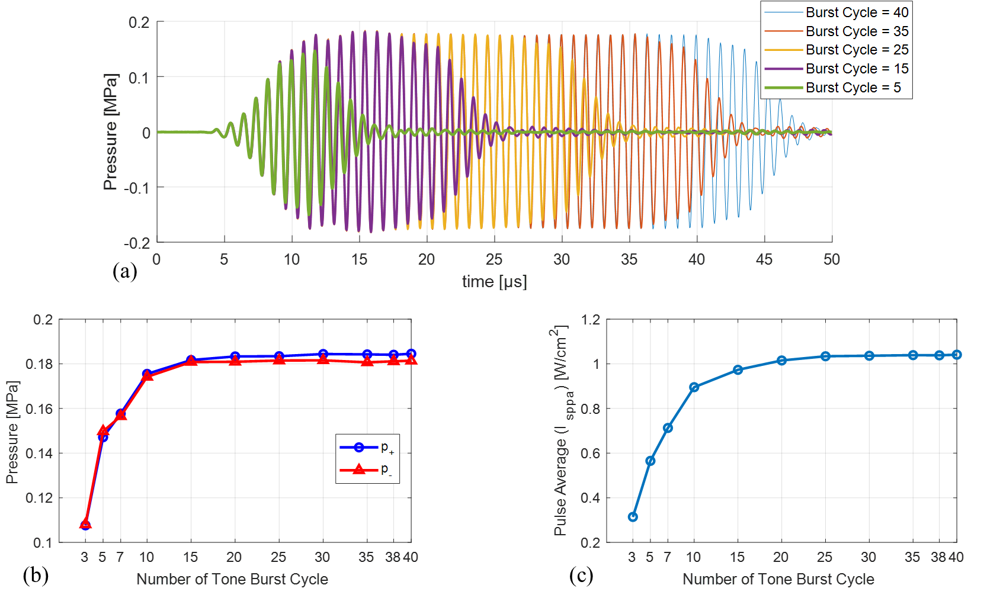 Burst Cycle = 40
Burst Cycle = 35
Burst Cycle = 25
Burst Cycle = 15
Burst Cycle = 5
Pressure [MPa]
0.2
0.1
0
-0.1
-0.2
0 5 10 15 20 25 30 35 40 45 50
time [µs]
(a)
Pressure [MPa]
0.2
0.18
0.16
0.14
0.12
0.1
p+
p-
3 5 7 10 15 20 25 30 35 38 40
Number of Tone Burst Cycle
(b)
Pulse Average (I sppa) [W/cm2]
1.2
1
0.8
0.6
0.4
0.2
3 5 7 10 15 20 25 30 35 38 40
Number of Tone Burst Cycle
(c)